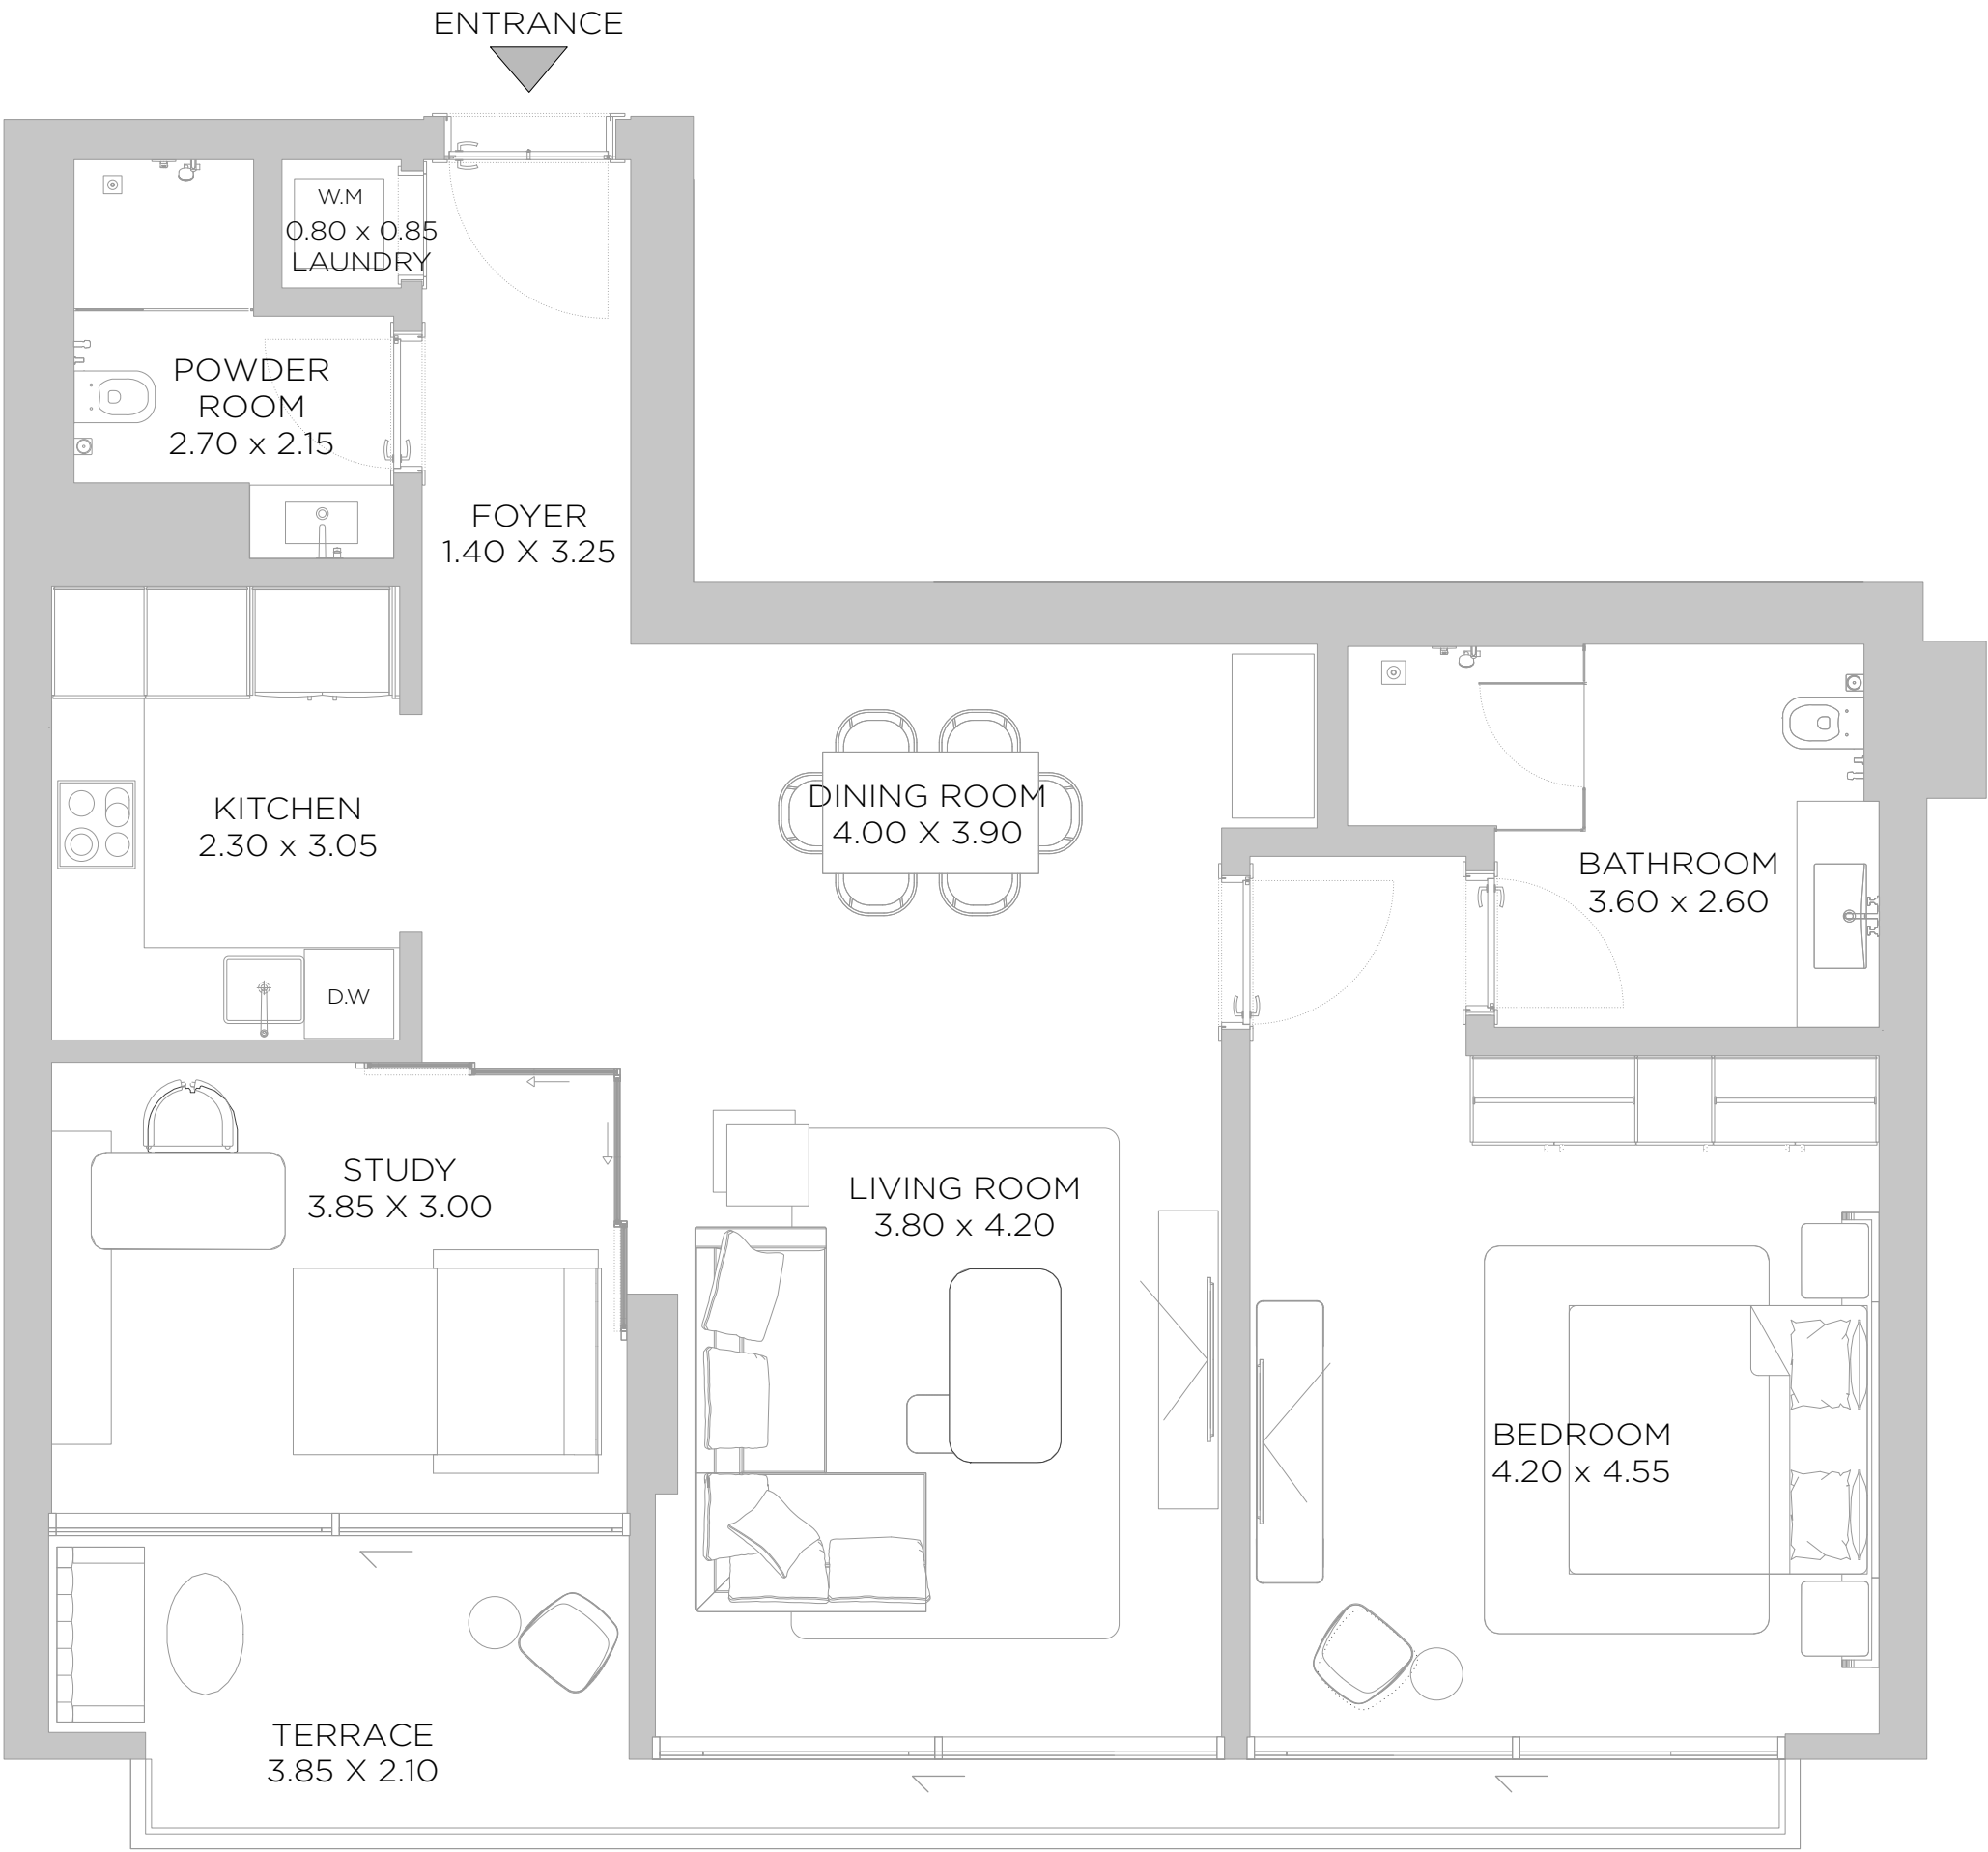 ENTRANCE
W.M
0.80 x 0.85
LAUNDRY
POWDER
ROOM
2.70 x 2.15
FOYER
1.40 X 3.25
KITCHEN
2.30 x 3.05
DINING ROOM
4.00 X 3.90
BATHROOM
3.60 x 2.60
D.W
STUDY
3.85 X 3.00
LIVING ROOM
3.80 x 4.20
BEDROOM
4.20 x 4.55
TERRACE
3.85 X 2.10